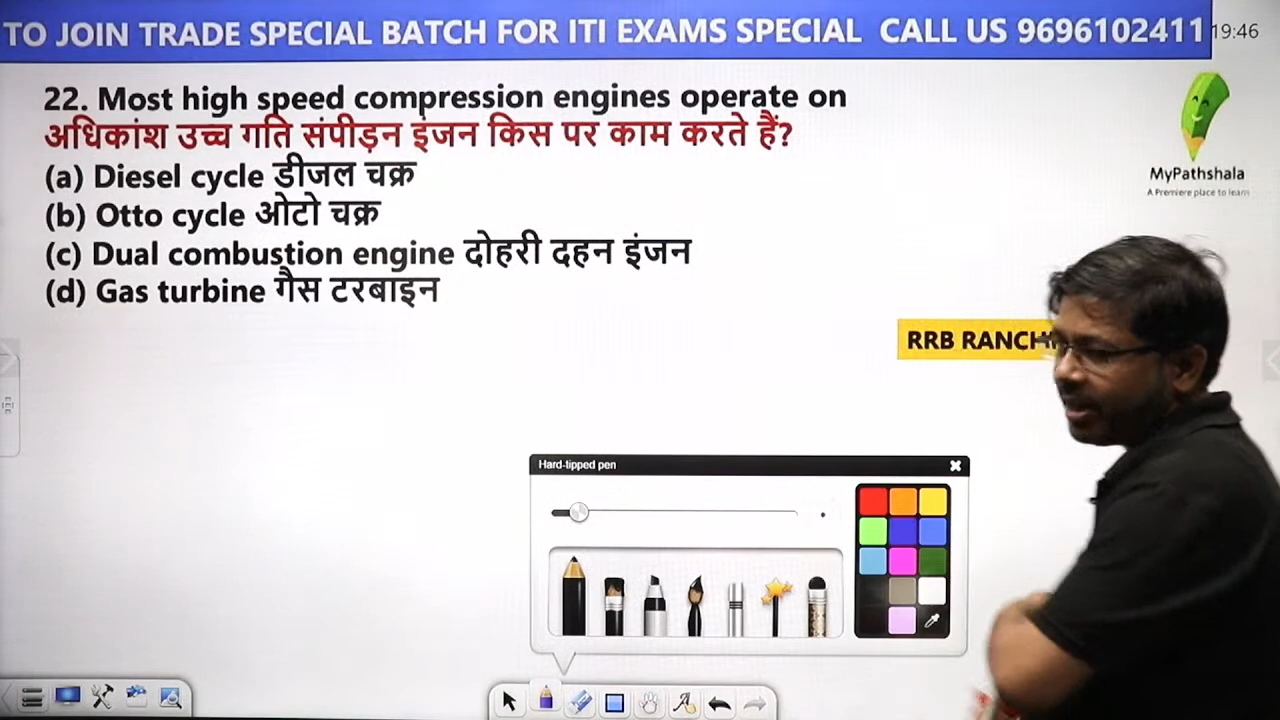 TO JOIN TRADE SPECIAL BATCH FOR ITI EXAMS SPECIAL CALL US 9696102411
19:46
22. Most high speed compression engines operate on
अधिकांश उच्च गति संपीड़न इंजन किस पर काम करते हैं?
(a) Diesel cycle डीजल चक्र
(b) Otto cycle ओटो चक्र
(c) Dual combustion engine दोहरी दहन इंजन
(d) Gas turbine गैस टरबाइन
MyPathshala
A Premiere place to learn
RRB RANCHI
Hard-tipped pen